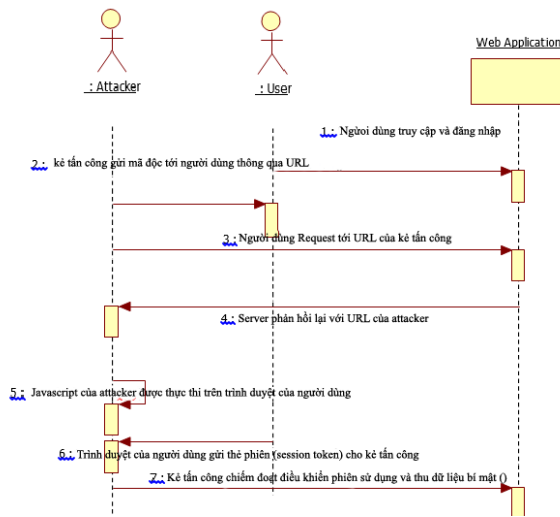 Web Application
: Attacker
: User
1 : Người dùng truy cập và đăng nhập
2 : kẻ tấn công gửi mã độc tới người dùng thông qua URL
3 : Người dùng Request tới URL của kẻ tấn công
4 : Server phản hồi lại với URL của attacker
5 : Javascript của attacker được thực thi trên trình duyệt của người dùng
6 : Trình duyệt của người dùng gửi thẻ phiên (session token) cho kẻ tấn công
7 : Kẻ tấn công chiếm đoạt điều khiển phiên sử dụng và thu dữ liệu bí mật ()